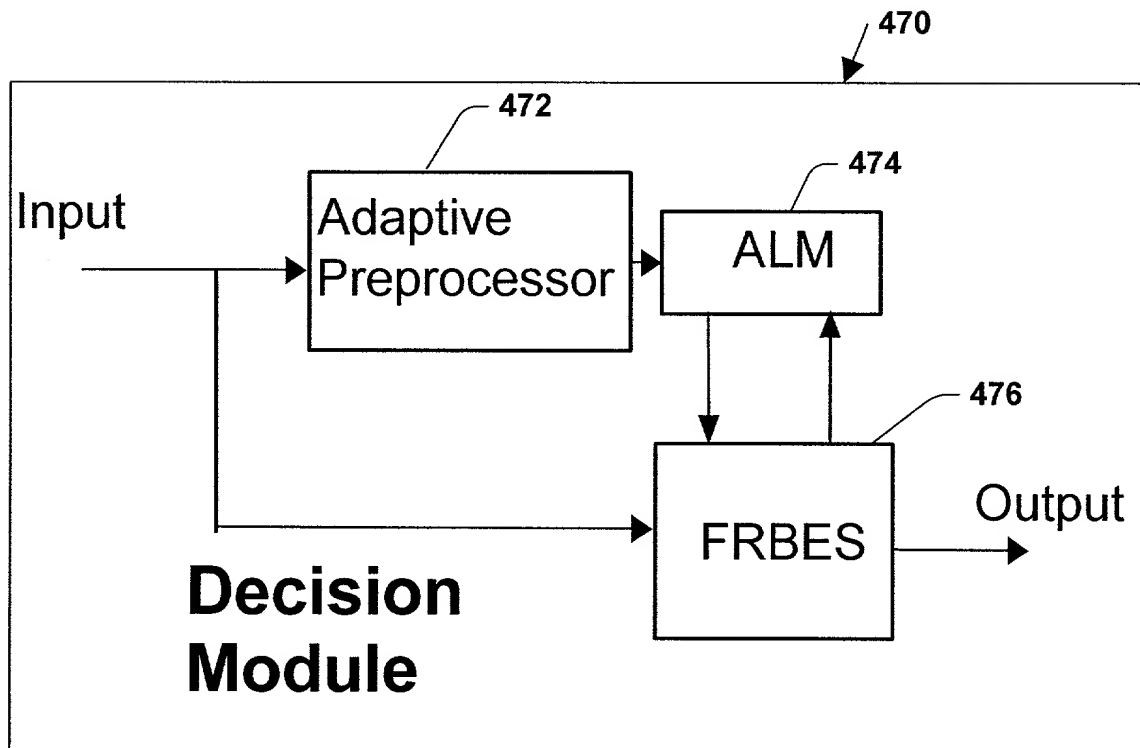 470
472
474
Input
Adaptive
Preprocessor
ALM
476
FRBES
Output
Decision
Module